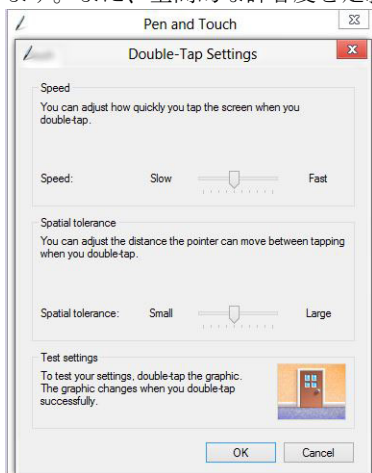 Pen and Touch
Double-Tap Settings
Speed
You can adjust how quickly you tap the screen when you
double-tap.
Speed: Slow Fast
Spatial tolerance
You can adjust the distance the pointer can move between tapping
when you double-tap.
Spatial tolerance: Small Large
Test settings
To test your settings, double-tap the graphic.
The graphic changes when you double-tap
successfully.
OK Cancel